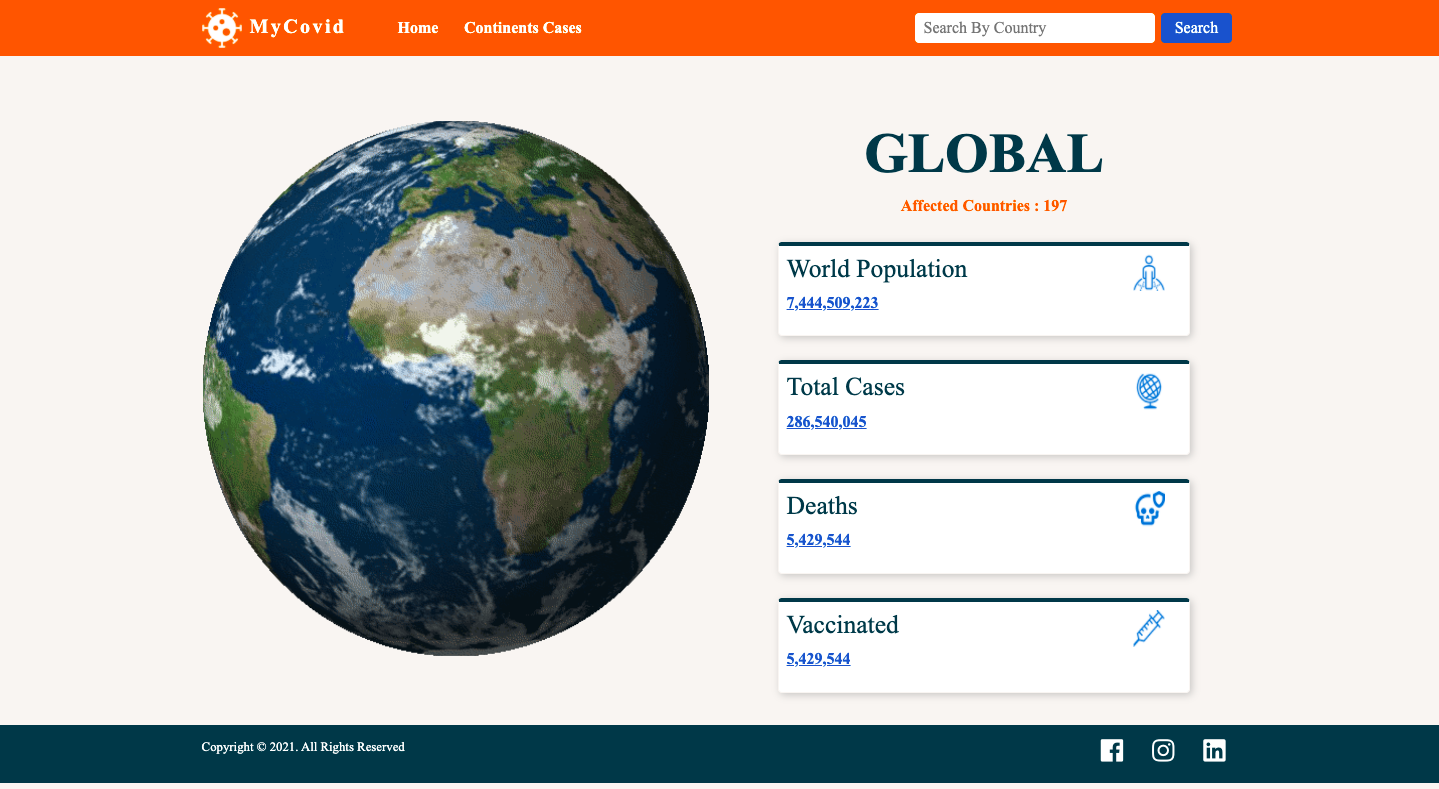 MyCovid
Home
Continents Cases
Search By Country
Search
GLOBAL
Affected Countries : 197
World Population
7,444,509,223
Total Cases
286,540,045
Deaths
5,429,544
Vaccinated
5,429,544
Copyright © 2021. All Rights Reserved